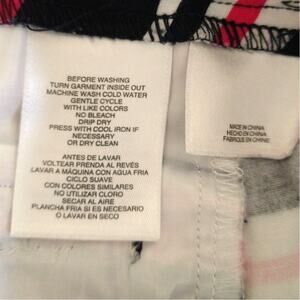 BEFORE WASHING
TURN GARMENT INSIDE OUT
MACHINE WASH COLD WATER
GENTLE CYCLE
WITH LIKE COLORS
NO BLEACH
DRIP DRY
PRESS WITH COOL IRON IF
NECESSARY
OR DRY CLEAN
ANTES DE LAVAR
VOLTEAR PRENDA AL REVÉS
LAVAR A MÁQUINA CON AGUA FRIA
CICLO SUAVE
CON COLORES SIMILARES
NO UTILIZAR CLORO
SECAR AL AIRE
PLANCHA FRIA SI ES NECESARIO
O LAVAR EN SECO
MADE IN CHINA
HECHO EN CHINA
FABRIQUÉ EN CHINE